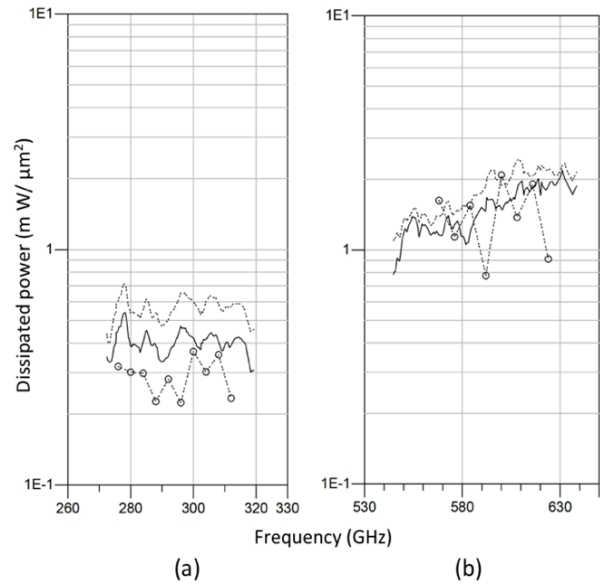 1E1
1
1E-1
260
280
300
320
330
(a)
1E1
1
1E-1
530
580
630
(b)
Dissipated power (m W/ μm²)
Frequency (GHz)